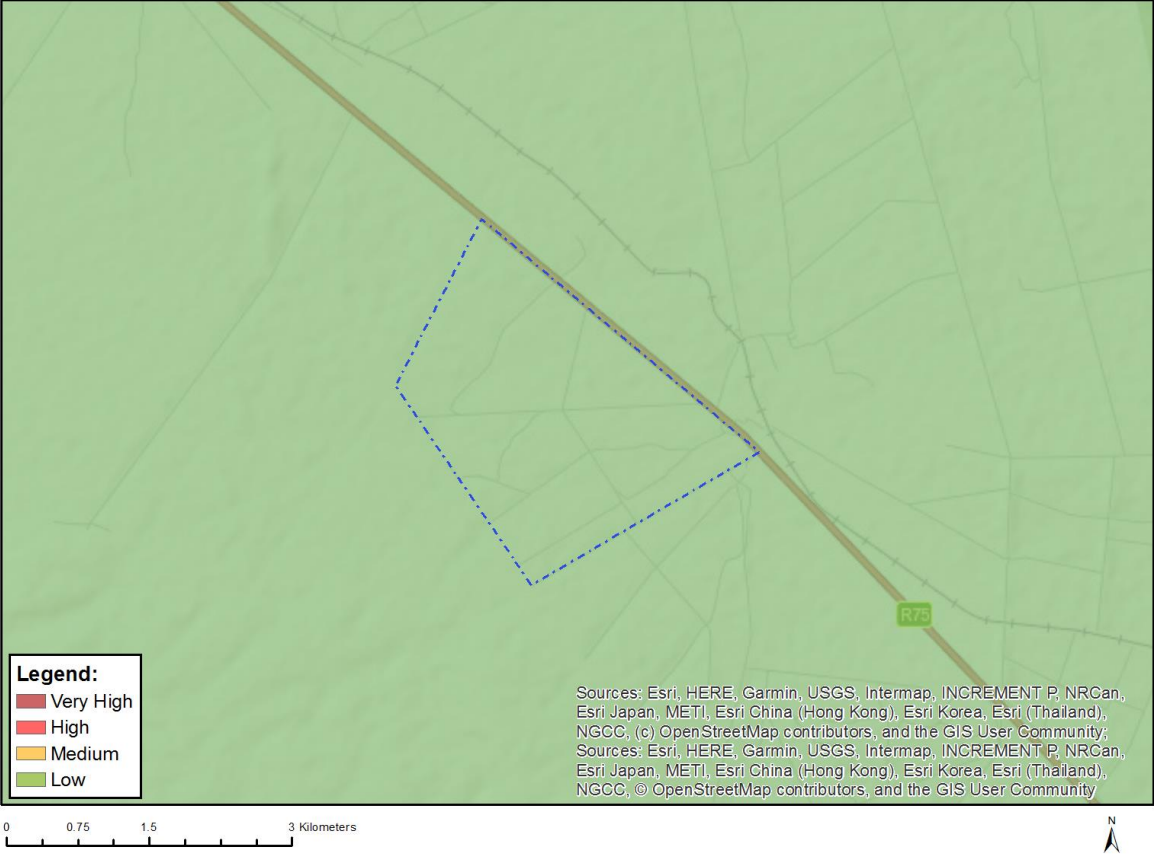 R75
Legend:
Very High
High
Medium
Low
Sources: Esri, HERE, Garmin, USGS, Intermap, INCREMENT P, NRCan,
Esri Japan, METI, Esri China (Hong Kong), Esri Korea, Esri (Thailand),
NGCC, (c) OpenStreetMap contributors, and the GIS User Community;
Sources: Esri, HERE, Garmin, USGS, Intermap, INCREMENT P, NRCan,
Esri Japan, METI, Esri China (Hong Kong), Esri Korea, Esri (Thailand),
NGCC, © OpenStreetMap contributors, and the GIS User Community
0 0.75 1.5 3 Kilometers
N